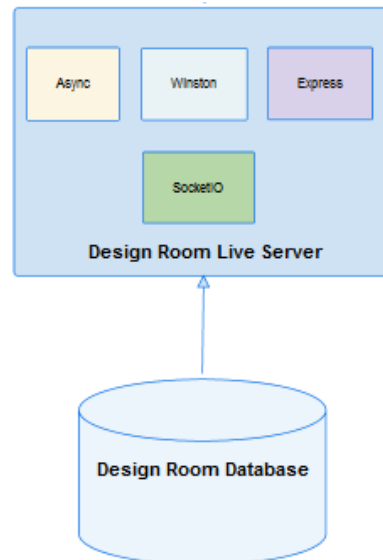 Async
Winston
Express
SocketIO
Design Room Live Server
Design Room Database